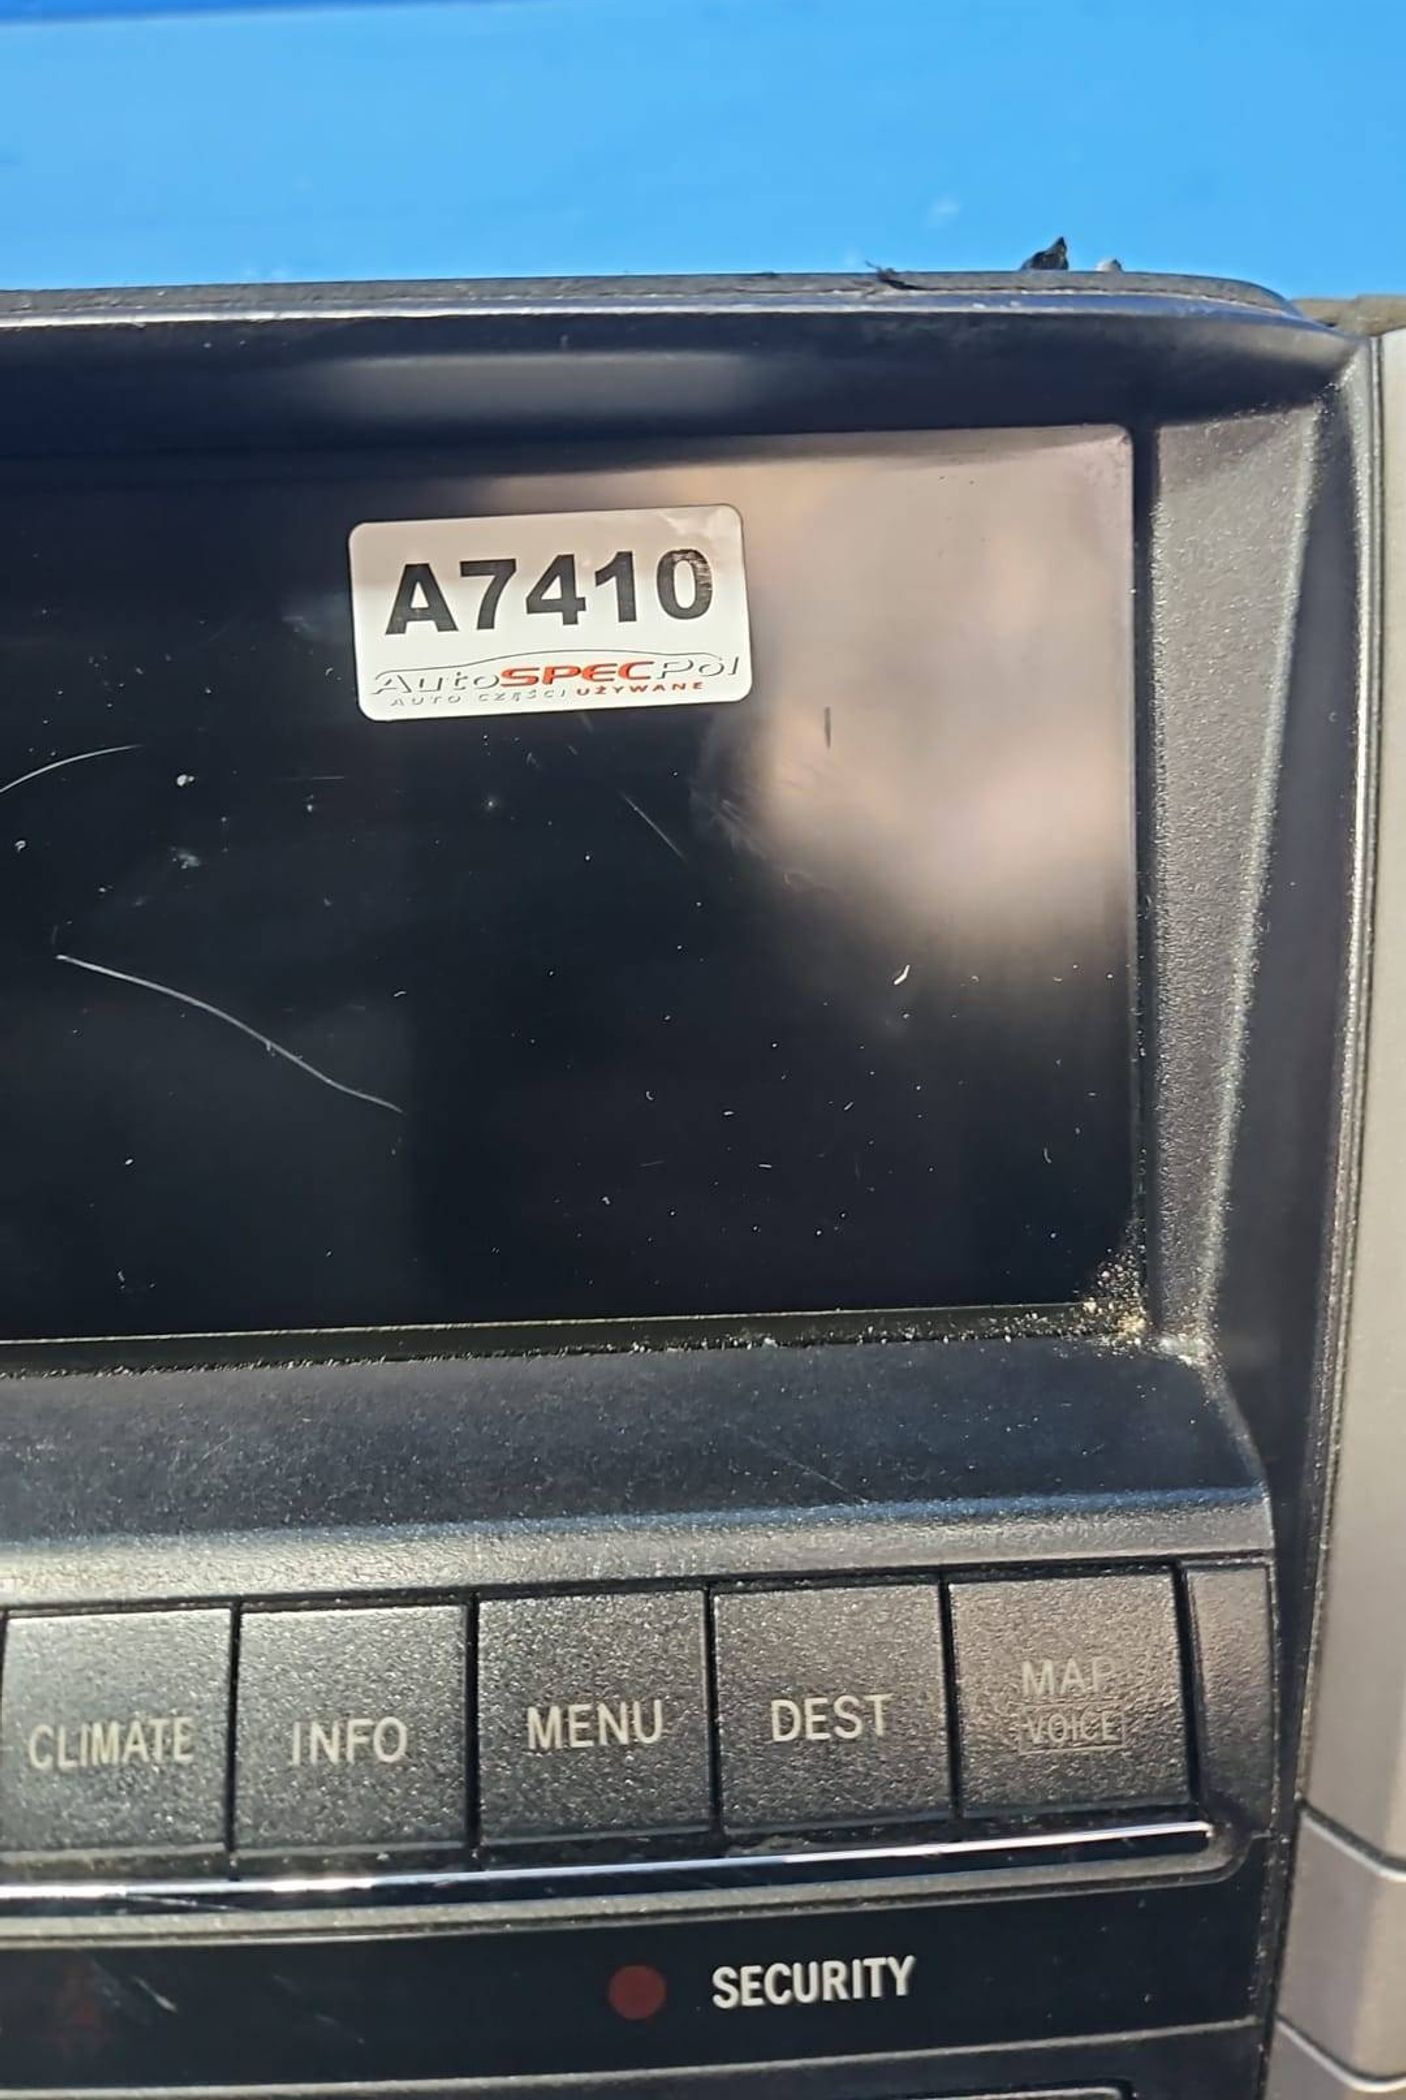 A7410
AutoSPECPol
AUTO CZĘŚCI UŻYWANE
CLIMATE
INFO
MENU
DEST
MAP
VOICE
SECURITY